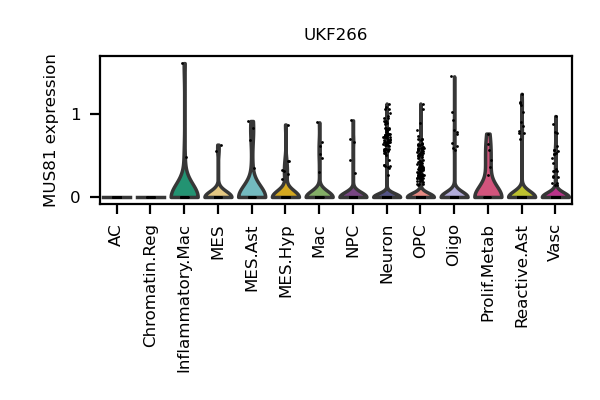 UKF266
MUS81 expression
1
0
AC
Chromatin.Reg
Inflammatory.Mac
MES
MES.Ast
MES.Hyp
Mac
NPC
Neuron
OPC
Oligo
Prolif.Metab
Reactive.Ast
Vasc